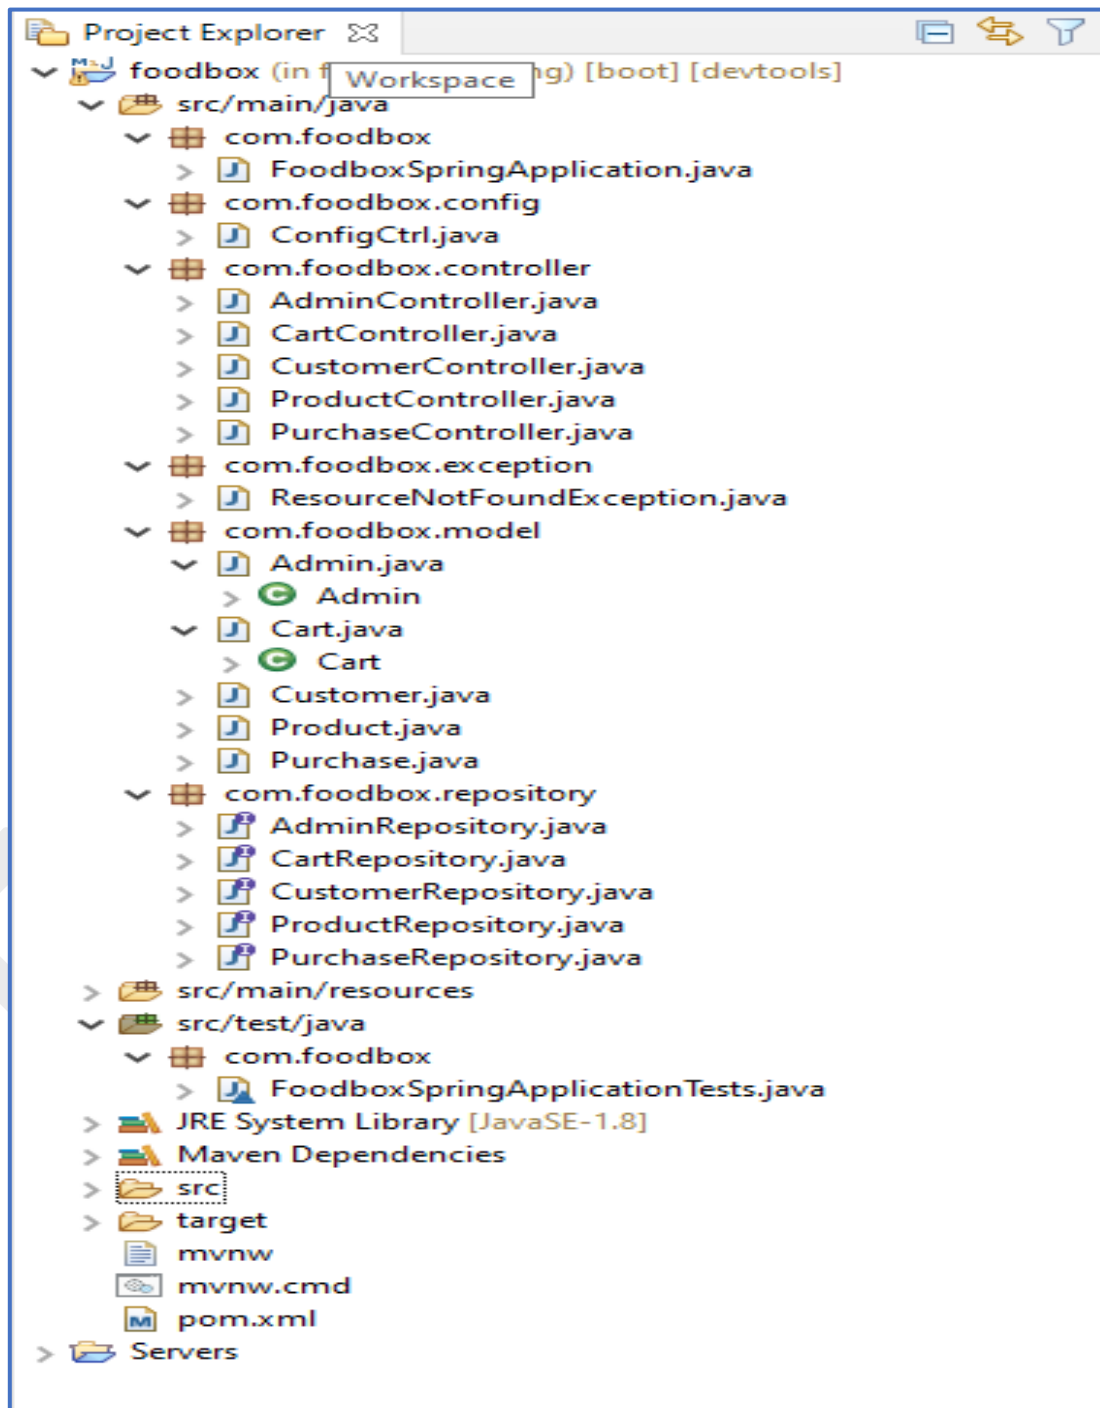 Project Explorer
foodbox (in f ng) [boot] [devtools]
Workspace
src/main/java
com.foodbox
FoodboxSpringApplication.java
com.foodbox.config
ConfigCtrl.java
com.foodbox.controller
AdminController.java
CartController.java
CustomerController.java
ProductController.java
PurchaseController.java
com.foodbox.exception
ResourceNotFoundException.java
com.foodbox.model
Admin.java
Admin
Cart.java
Cart
Customer.java
Product.java
Purchase.java
com.foodbox.repository
AdminRepository.java
CartRepository.java
CustomerRepository.java
ProductRepository.java
PurchaseRepository.java
src/main/resources
src/test/java
com.foodbox
FoodboxSpringApplicationTests.java
JRE System Library [JavaSE-1.8]
Maven Dependencies
src
target
mvnw
mvnw.cmd
pom.xml
Servers